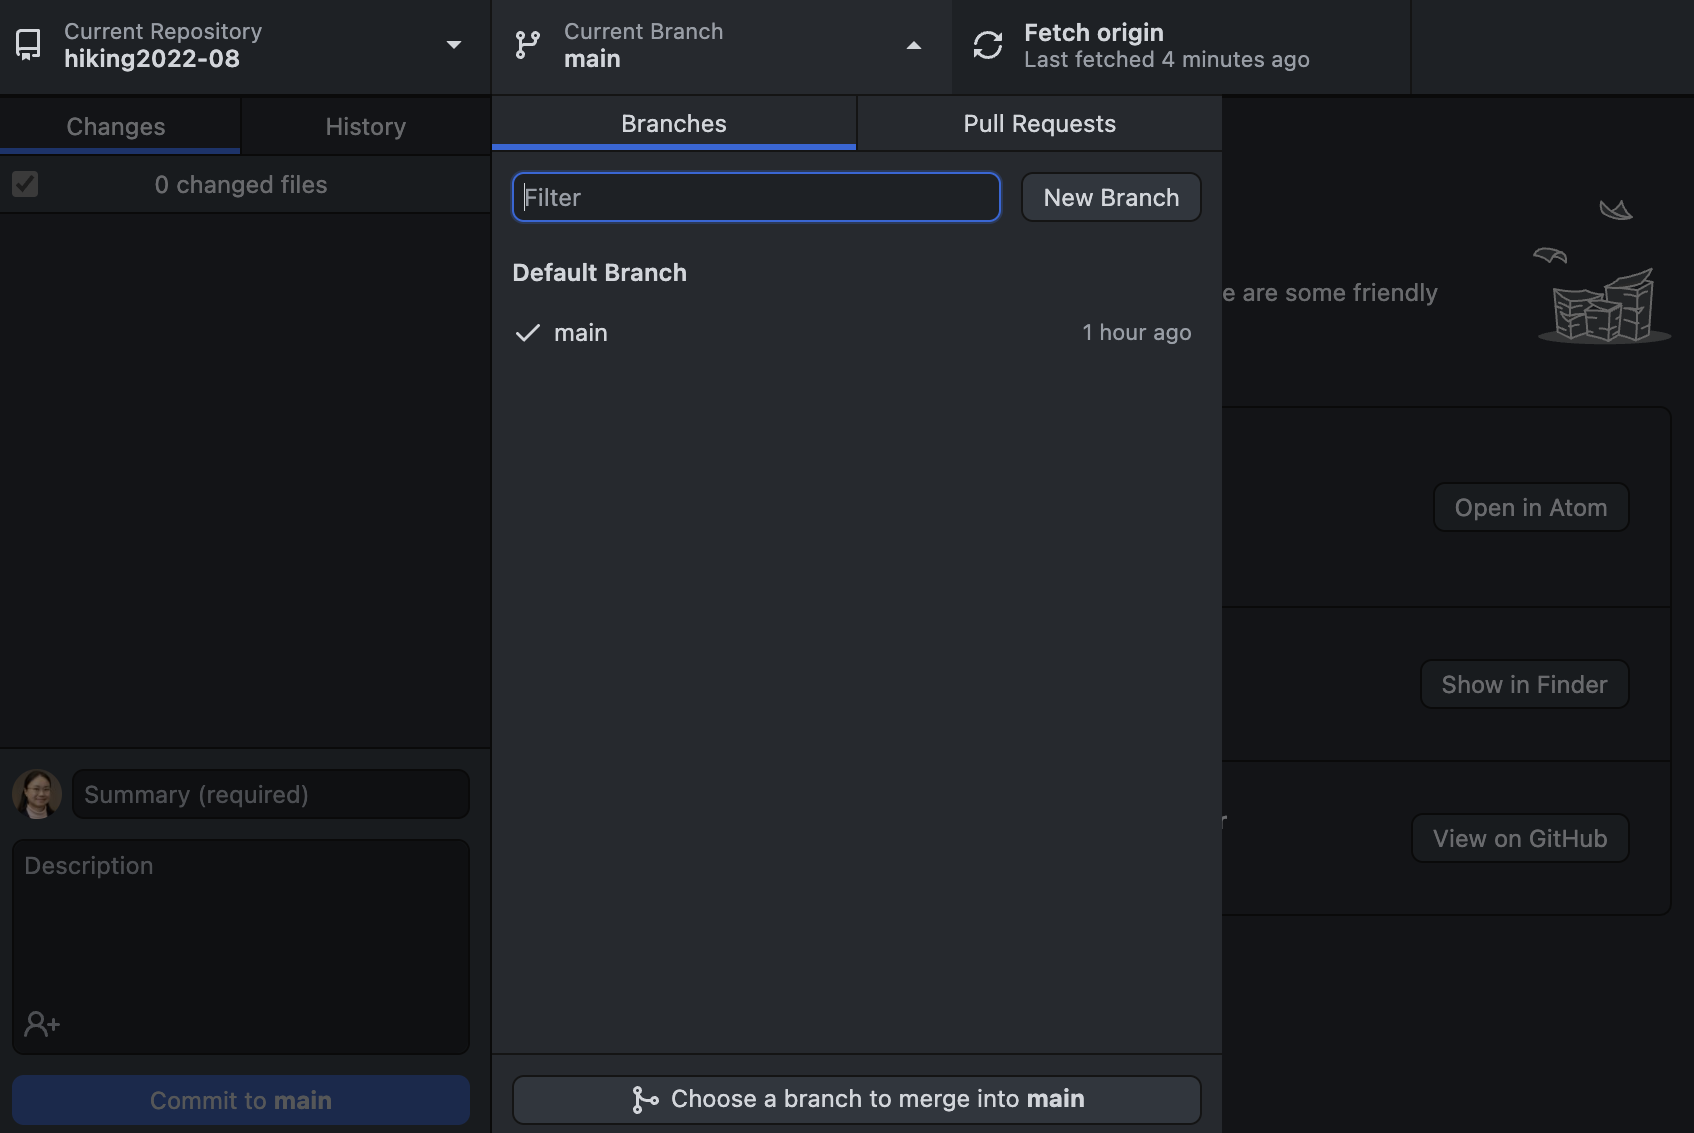 Current Repository
hiking2022-08
Current Branch
main
Fetch origin
Last fetched 4 minutes ago
Changes
History
0 changed files
Branches
Pull Requests
Filter
New Branch
Default Branch
main
1 hour ago
e are some friendly
Open in Atom
Show in Finder
r
View on GitHub
Summary (required)
Description
Commit to main
Choose a branch to merge into main